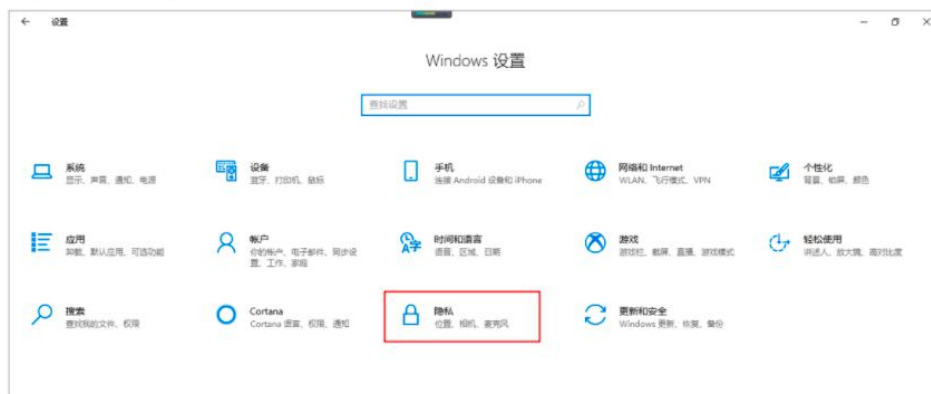 设置
Windows 设置
查找设置
系统
显示、声音、通知、电源
设备
蓝牙、打印机、鼠标
手机
连接 Android 设备和 iPhone
网络和 Internet
WLAN、飞行模式、VPN
个性化
背景、锁屏、颜色
应用
卸载、默认应用、可选功能
帐户
你的帐户、电子邮件、同步设
置、工作、家庭
时间和语言
语音、区域、日期
游戏
游戏栏、截屏、直播、游戏模式
轻松使用
讲述人、放大镜、高对比度
搜索
查找我的文件、权限
Cortana
Cortana 语言、权限、通知
隐私
位置、相机、麦克风
更新和安全
Windows 更新、恢复、备份